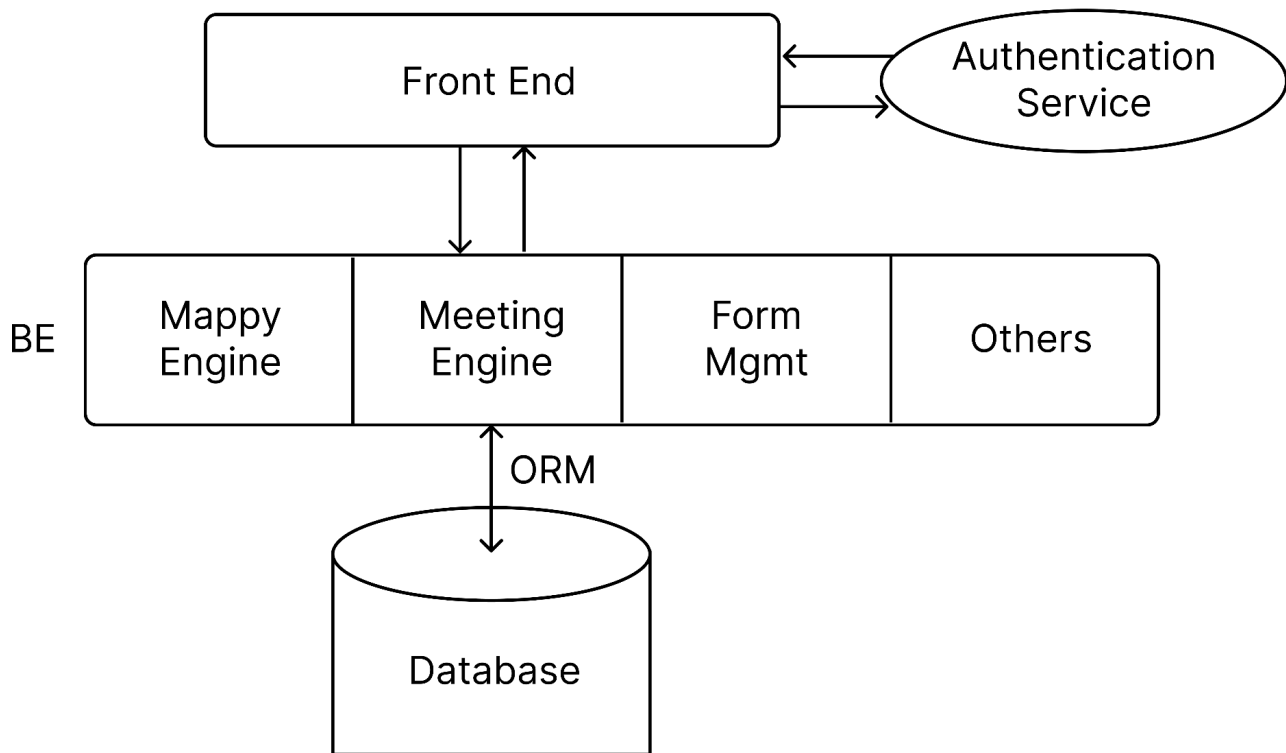 Front End
Authentication
Service
BE
Mappy
Engine
Meeting
Engine
Form
Mgmt
Others
ORM
Database